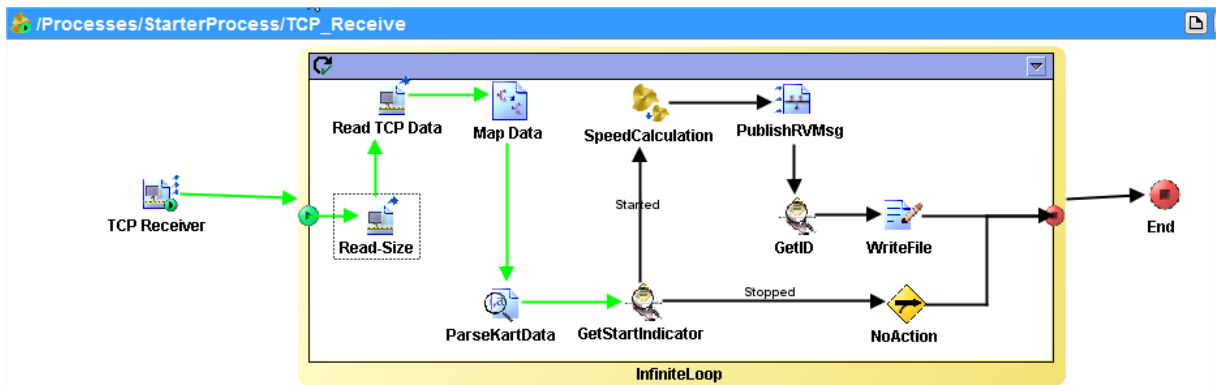 /Processes/StarterProcess/TCP_Receive
Read TCP Data
Map Data
SpeedCalculation
PublishRVMsg
TCP Receiver
Read-Size
Started
GetID
WriteFile
End
ParseKartData
GetStartIndicator
Stopped
NoAction
InfiniteLoop